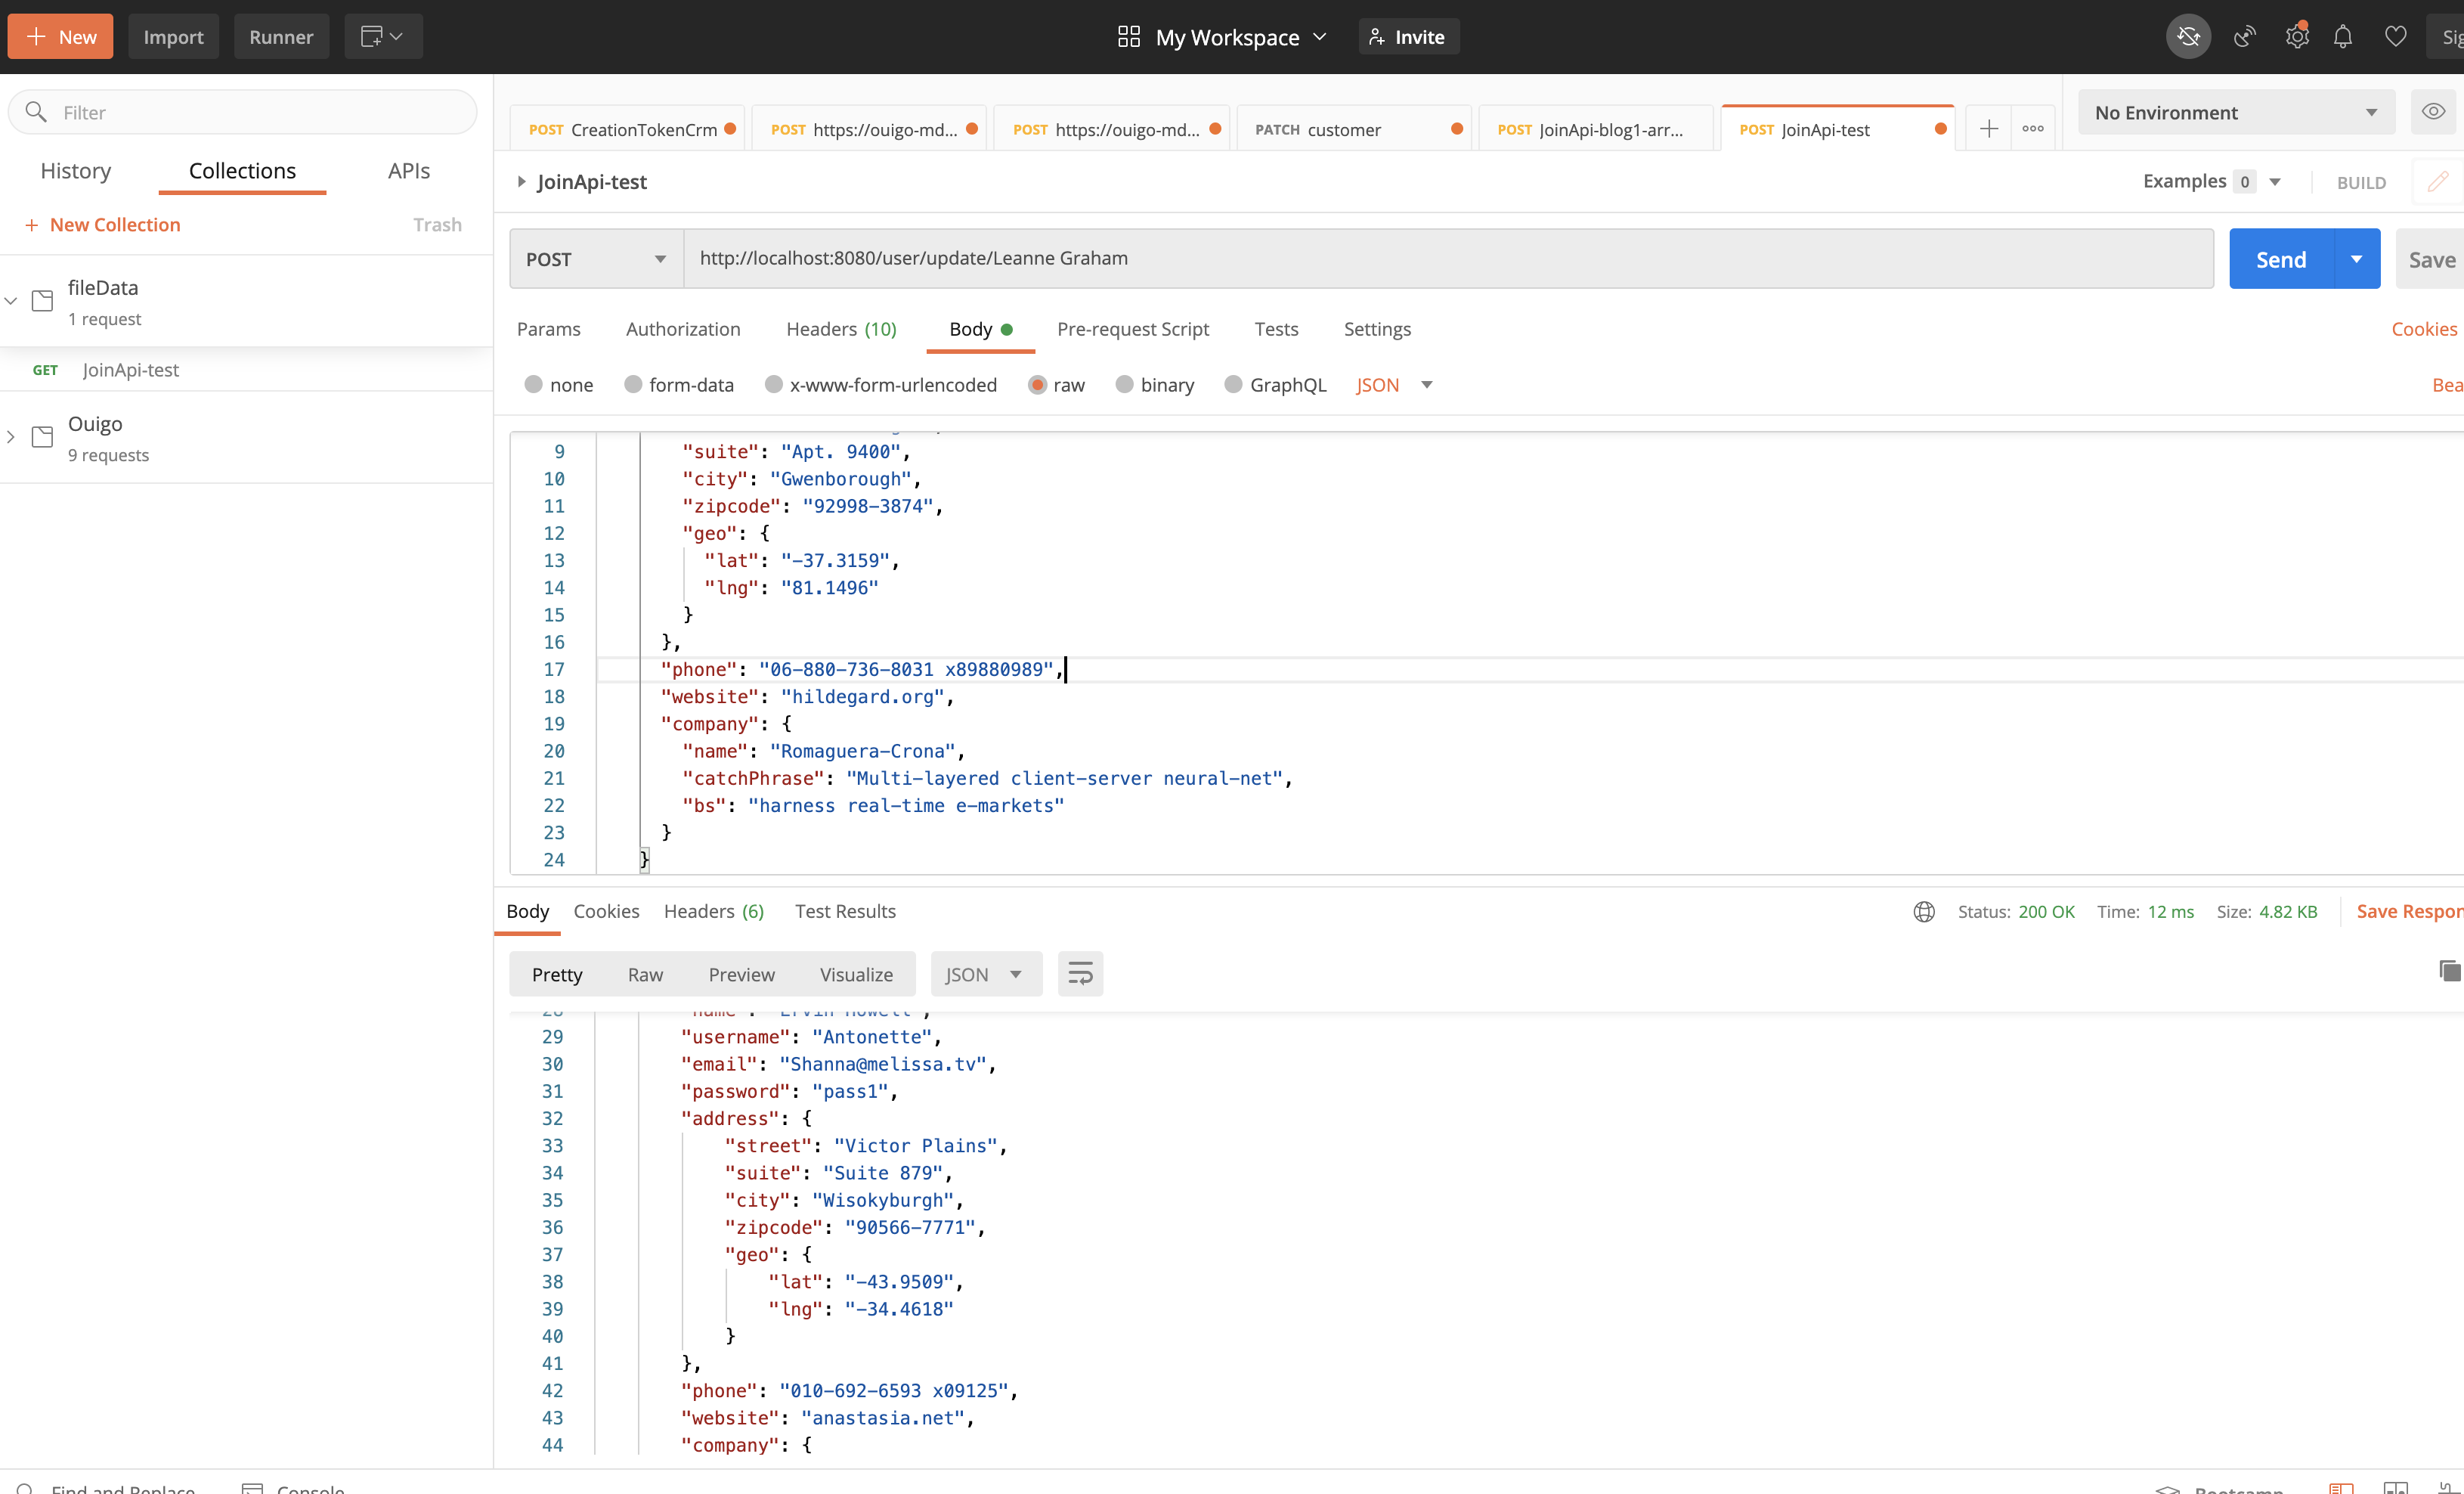 New
Import
Runner
My Workspace
Invite
Filter
History
Collections
APIs
New Collection
Trash
fileData
1 request
GET JoinApi-test
Ouigo
9 requests
POST CreationTokenCrm
POST https://ouigo-md...
POST https://ouigo-md...
PATCH customer
POST JoinApi-blog1-arr...
POST JoinApi-test
No Environment
JoinApi-test
Examples 0
BUILD
POST
http://localhost:8080/user/update/Leanne Graham
Send
Save
Params
Authorization
Headers (10)
Body
Pre-request Script
Tests
Settings
Cookies
none
form-data
x-www-form-urlencoded
raw
binary
GraphQL
JSON
Bea
9 "suite": "Apt. 9400",
10 "city": "Gwenborough",
11 "zipcode": "92998-3874",
12 "geo": {
13 "lat": "-37.3159",
14 "lng": "81.1496"
15 }
16 },
17 "phone": "06-880-736-8031 x89880989",
18 "website": "hildegard.org",
19 "company": {
20 "name": "Romaguera-Crona",
21 "catchPhrase": "Multi-layered client-server neural-net",
22 "bs": "harness real-time e-markets"
23 }
24 }
Body
Cookies
Headers (6)
Test Results
Status: 200 OK
Time: 12 ms
Size: 4.82 KB
Save Respon
Pretty
Raw
Preview
Visualize
JSON
29 "username": "Antonette",
30 "email": "Shanna@melissa.tv",
31 "password": "pass1",
32 "address": {
33 "street": "Victor Plains",
34 "suite": "Suite 879",
35 "city": "Wisokyburgh",
36 "zipcode": "90566-7771",
37 "geo": {
38 "lat": "-43.9509",
39 "lng": "-34.4618"
40 }
41 },
42 "phone": "010-692-6593 x09125",
43 "website": "anastasia.net",
44 "company": {
Find and Replace
Console
Bootcamp